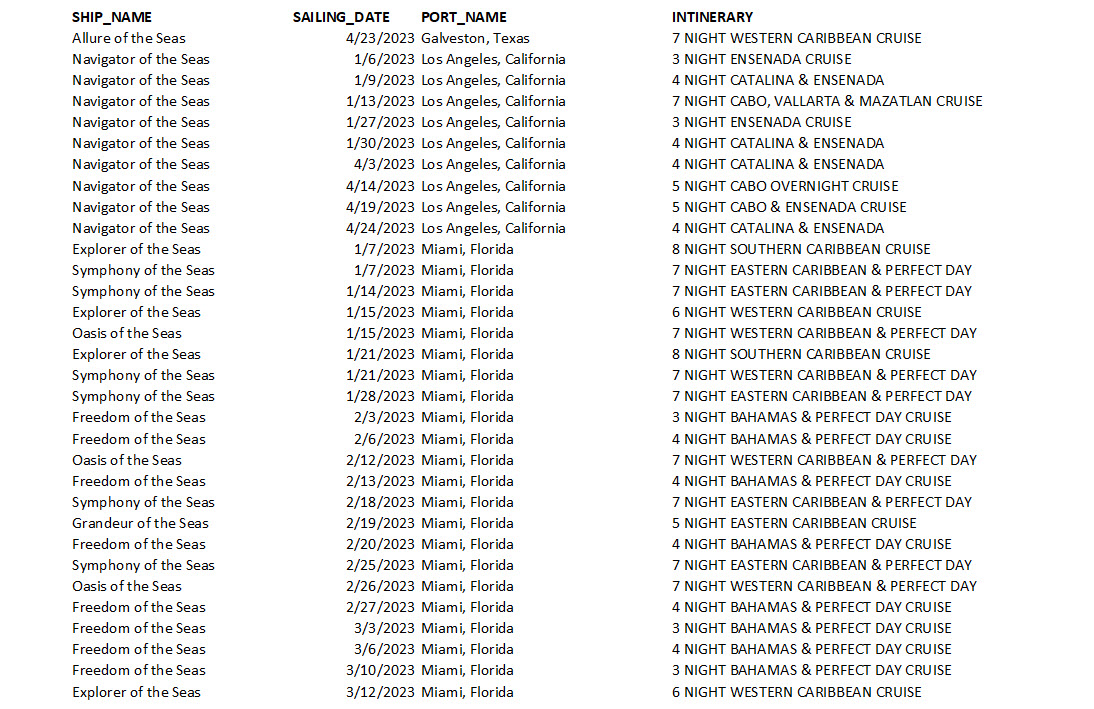 SHIP_NAME SAILING_DATE PORT_NAME INTINERARY
Allure of the Seas 4/23/2023 Galveston, Texas 7 NIGHT WESTERN CARIBBEAN CRUISE
Navigator of the Seas 1/6/2023 Los Angeles, California 3 NIGHT ENSENADA CRUISE
Navigator of the Seas 1/9/2023 Los Angeles, California 4 NIGHT CATALINA & ENSENADA
Navigator of the Seas 1/13/2023 Los Angeles, California 7 NIGHT CABO, VALLARTA & MAZATLAN CRUISE
Navigator of the Seas 1/27/2023 Los Angeles, California 3 NIGHT ENSENADA CRUISE
Navigator of the Seas 1/30/2023 Los Angeles, California 4 NIGHT CATALINA & ENSENADA
Navigator of the Seas 4/3/2023 Los Angeles, California 4 NIGHT CATALINA & ENSENADA
Navigator of the Seas 4/14/2023 Los Angeles, California 5 NIGHT CABO OVERNIGHT CRUISE
Navigator of the Seas 4/19/2023 Los Angeles, California 5 NIGHT CABO & ENSENADA CRUISE
Navigator of the Seas 4/24/2023 Los Angeles, California 4 NIGHT CATALINA & ENSENADA
Explorer of the Seas 1/7/2023 Miami, Florida 8 NIGHT SOUTHERN CARIBBEAN CRUISE
Symphony of the Seas 1/7/2023 Miami, Florida 7 NIGHT EASTERN CARIBBEAN & PERFECT DAY
Symphony of the Seas 1/14/2023 Miami, Florida 7 NIGHT EASTERN CARIBBEAN & PERFECT DAY
Explorer of the Seas 1/15/2023 Miami, Florida 6 NIGHT WESTERN CARIBBEAN CRUISE
Oasis of the Seas 1/15/2023 Miami, Florida 7 NIGHT WESTERN CARIBBEAN & PERFECT DAY
Explorer of the Seas 1/21/2023 Miami, Florida 8 NIGHT SOUTHERN CARIBBEAN CRUISE
Symphony of the Seas 1/21/2023 Miami, Florida 7 NIGHT WESTERN CARIBBEAN & PERFECT DAY
Symphony of the Seas 1/28/2023 Miami, Florida 7 NIGHT EASTERN CARIBBEAN & PERFECT DAY
Freedom of the Seas 2/3/2023 Miami, Florida 3 NIGHT BAHAMAS & PERFECT DAY CRUISE
Freedom of the Seas 2/6/2023 Miami, Florida 4 NIGHT BAHAMAS & PERFECT DAY CRUISE
Oasis of the Seas 2/12/2023 Miami, Florida 7 NIGHT WESTERN CARIBBEAN & PERFECT DAY
Freedom of the Seas 2/13/2023 Miami, Florida 4 NIGHT BAHAMAS & PERFECT DAY CRUISE
Symphony of the Seas 2/18/2023 Miami, Florida 7 NIGHT EASTERN CARIBBEAN & PERFECT DAY
Grandeur of the Seas 2/19/2023 Miami, Florida 5 NIGHT EASTERN CARIBBEAN CRUISE
Freedom of the Seas 2/20/2023 Miami, Florida 4 NIGHT BAHAMAS & PERFECT DAY CRUISE
Symphony of the Seas 2/25/2023 Miami, Florida 7 NIGHT EASTERN CARIBBEAN & PERFECT DAY
Oasis of the Seas 2/26/2023 Miami, Florida 7 NIGHT WESTERN CARIBBEAN & PERFECT DAY
Freedom of the Seas 2/27/2023 Miami, Florida 4 NIGHT BAHAMAS & PERFECT DAY CRUISE
Freedom of the Seas 3/3/2023 Miami, Florida 3 NIGHT BAHAMAS & PERFECT DAY CRUISE
Freedom of the Seas 3/6/2023 Miami, Florida 4 NIGHT BAHAMAS & PERFECT DAY CRUISE
Freedom of the Seas 3/10/2023 Miami, Florida 3 NIGHT BAHAMAS & PERFECT DAY CRUISE
Explorer of the Seas 3/12/2023 Miami, Florida 6 NIGHT WESTERN CARIBBEAN CRUISE